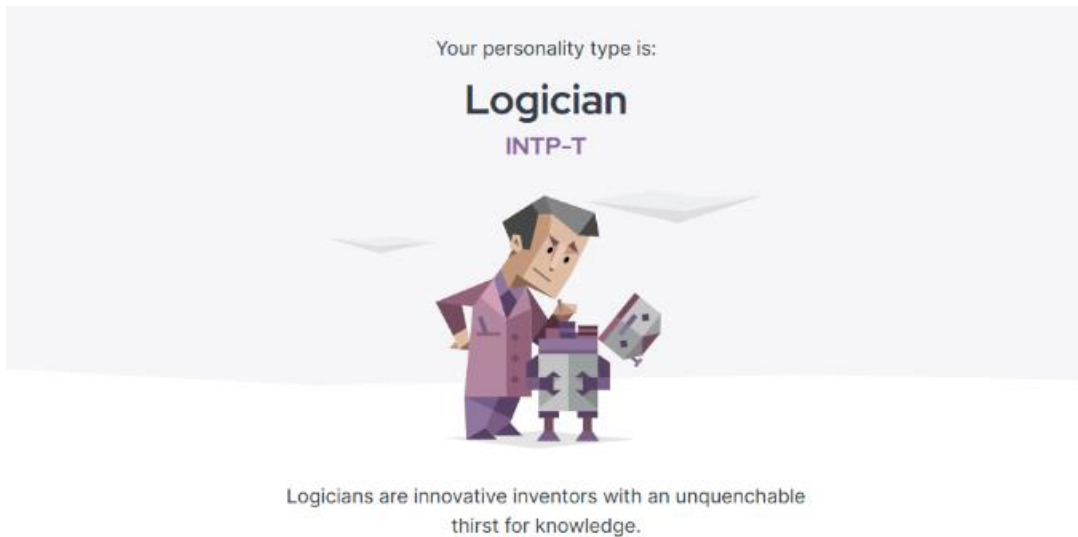 Your personality type is:
Logician
INTP-T
Logicians are innovative inventors with an unquenchable
thirst for knowledge.